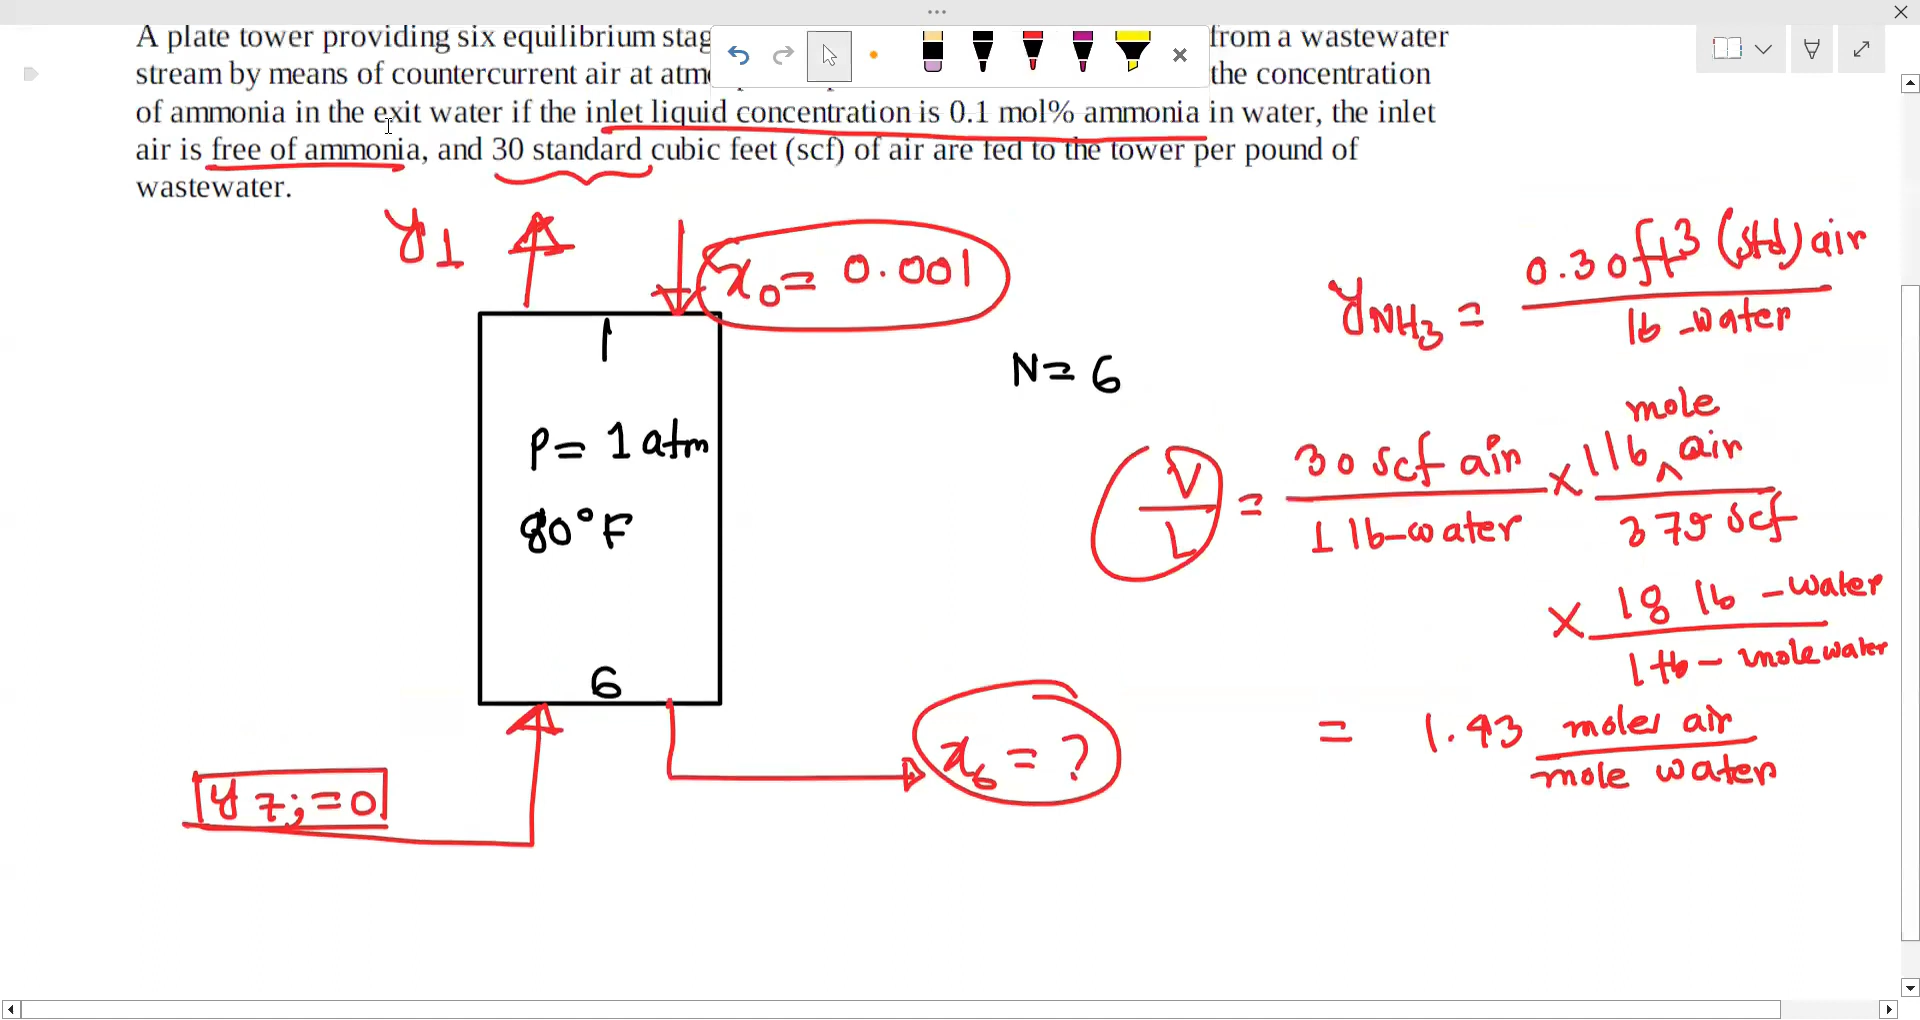 A plate tower providing six equilibrium stag from a wastewater
stream by means of countercurrent air at atm the concentration
of ammonia in the exit water if the inlet liquid concentration is 0.1 mol% ammonia in water, the inlet
air is free of ammonia, and 30 standard cubic feet (scf) of air are fed to the tower per pound of
wastewater.
y1
x0 = 0.001
yNH3 = 0.30 ft3 (std) air
lb - water
1
N = 6
P = 1 atm
80°F
mole
V/L = 30 scf air × 1 lb ^ air
1 lb-water 379 scf
× 18 lb - water
1 lb - mole water
6
= 1.43 moles air
mole water
x6 = ?
y7; = 0